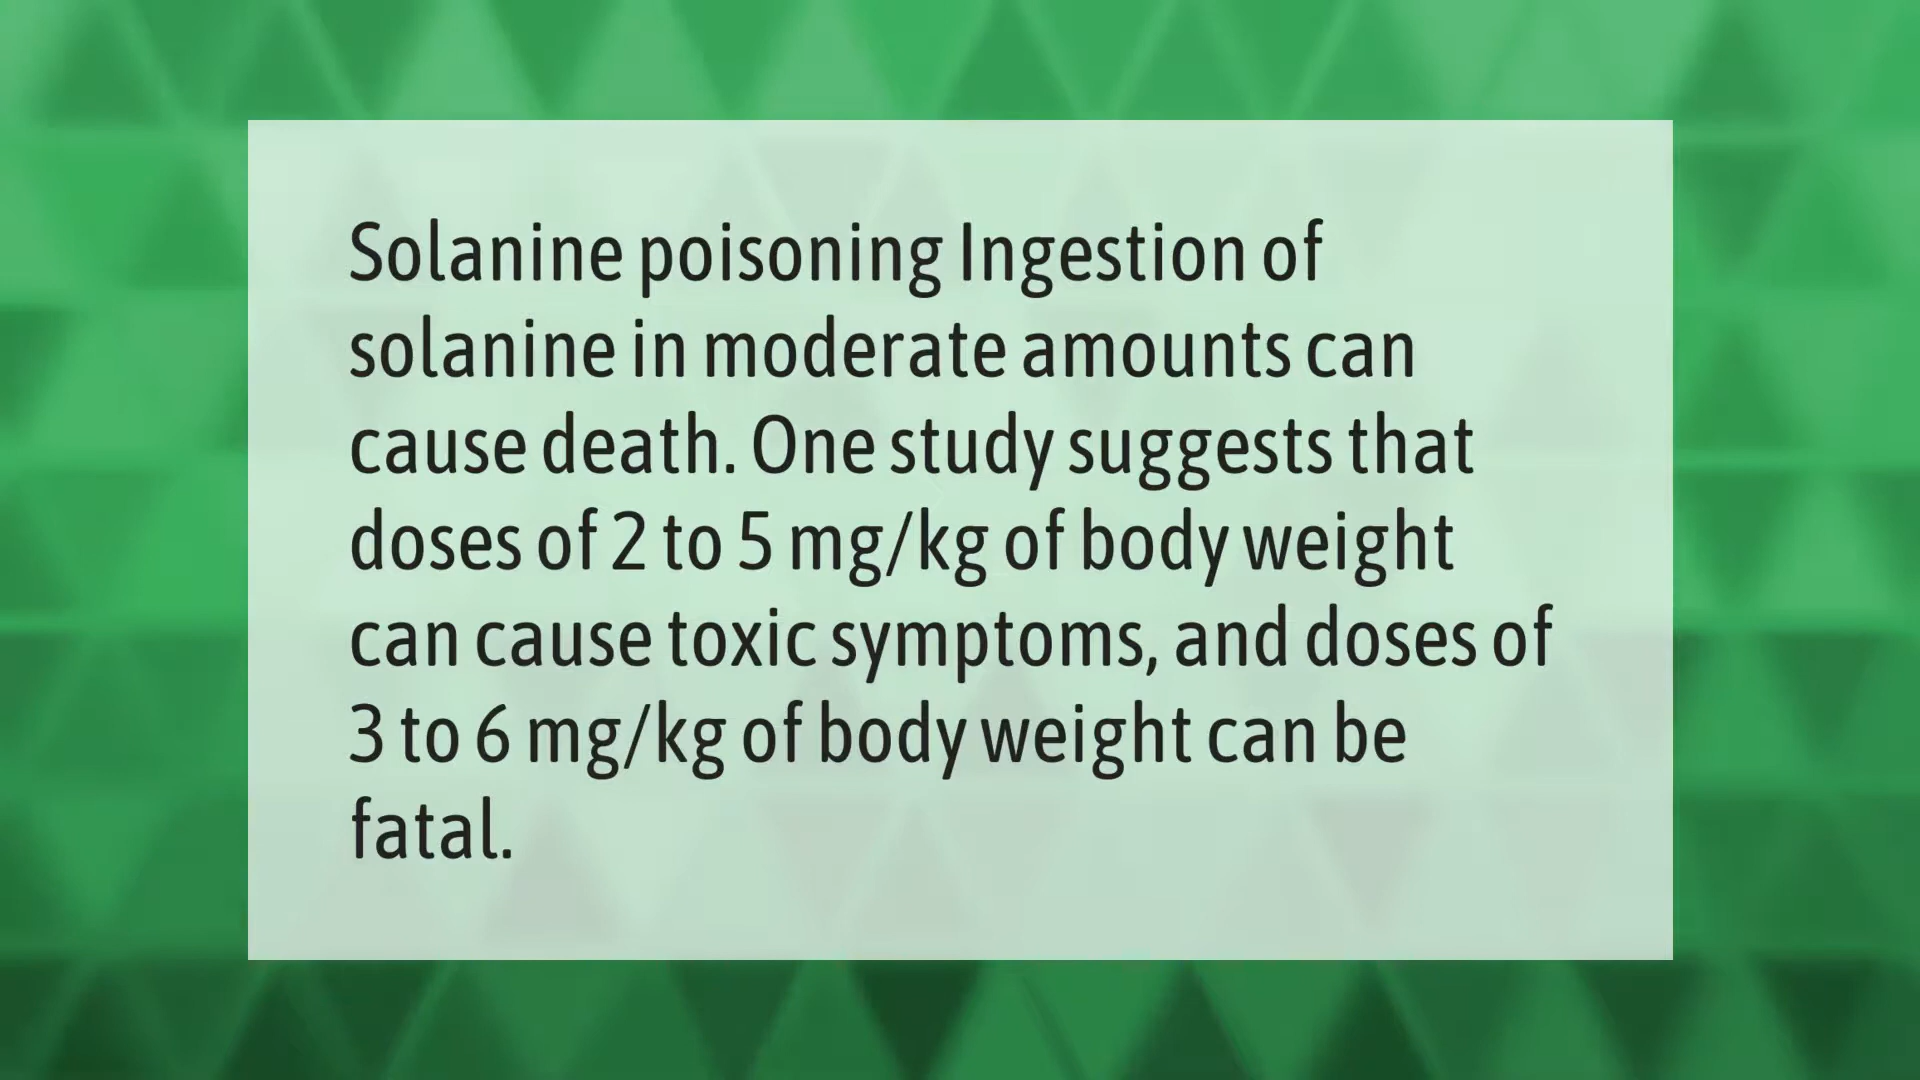 Solanine poisoning Ingestion of
solanine in moderate amounts can
cause death. One study suggests that
doses of 2 to 5 mg/kg of body weight
can cause toxic symptoms, and doses of
3 to 6 mg/kg of body weight can be
fatal.